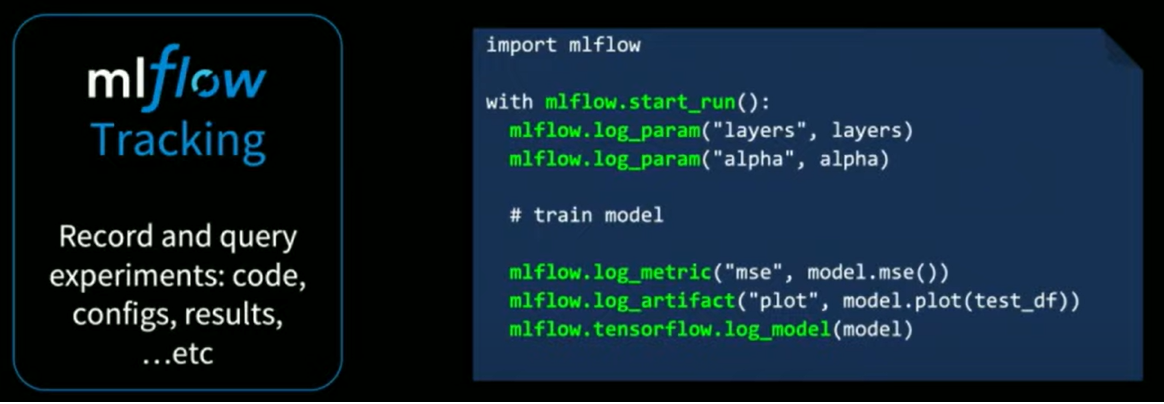 mlflow
Tracking
Record and query
experiments: code,
configs, results,
...etc
import mlflow
with mlflow.start_run():
mlflow.log_param("layers", layers)
mlflow.log_param("alpha", alpha)
# train model
mlflow.log_metric("mse", model.mse())
mlflow.log_artifact("plot", model.plot(test_df))
mlflow.tensorflow.log_model(model)